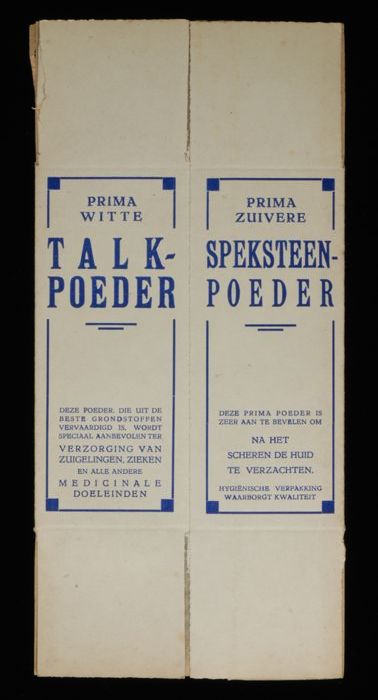 PRIMA
WITTE
TALK-
POEDER
DEZE POEDER, DIE UIT DE
BESTE GRONDSTOFFEN
VERVAARDIGD IS, WORDT
SPECIAAL AANBEVOLEN TER
VERZORGING VAN
ZUIGELINGEN, ZIEKEN
EN ALLE ANDERE
MEDICINALE
DOELEINDEN
PRIMA
ZUIVERE
SPEKSTEEN-
POEDER
DEZE PRIMA POEDER IS
ZEER AAN TE BEVELEN OM
NA HET
SCHEREN DE HUID
TE VERZACHTEN.
HYGIËNISCHE VERPAKKING
WAARBORGT KWALITEIT